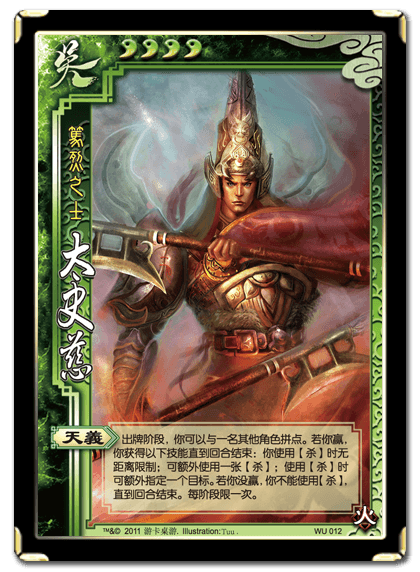 吴
篤烈之士
太史慈
天義
出牌阶段，你可以与一名其他角色拼点。若你赢，
你获得以下技能直到回合结束：你使用【杀】时无
距离限制；可额外使用一张【杀】；使用【杀】时
可额外指定一个目标。若你没赢，你不能使用【杀】，
直到回合结束。每阶段限一次。
火
™&© 2011 游卡桌游. Illustration:Tuu.
WU 012